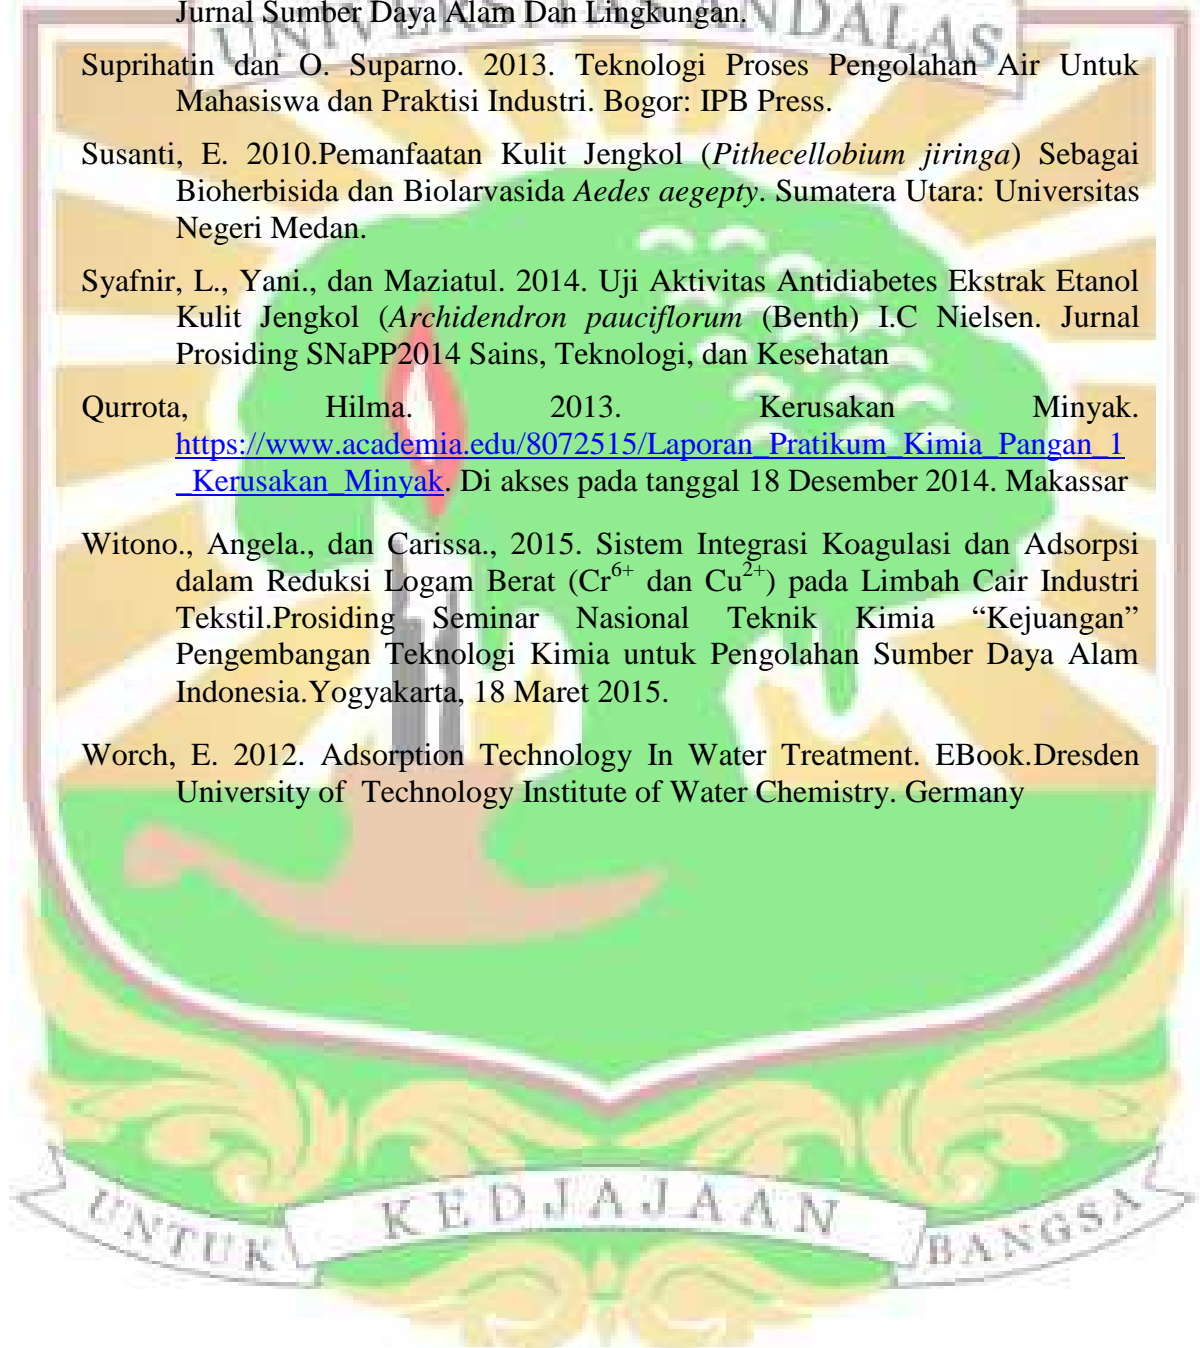 Jurnal Sumber Daya Alam Dan Lingkungan.
UNIVERSITAS ANDALAS
Suprihatin dan O. Suparno. 2013. Teknologi Proses Pengolahan Air Untuk
Mahasiswa dan Praktisi Industri. Bogor: IPB Press.
Susanti, E. 2010.Pemanfaatan Kulit Jengkol (Pithecellobium jiringa) Sebagai
Bioherbisida dan Biolarvasida Aedes aegepty. Sumatera Utara: Universitas
Negeri Medan.
Syafnir, L., Yani., dan Maziatul. 2014. Uji Aktivitas Antidiabetes Ekstrak Etanol
Kulit Jengkol (Archidendron pauciflorum (Benth) I.C Nielsen. Jurnal
Prosiding SNaPP2014 Sains, Teknologi, dan Kesehatan
Qurrota, Hilma. 2013. Kerusakan Minyak.
https://www.academia.edu/8072515/Laporan_Pratikum_Kimia_Pangan_1
_Kerusakan_Minyak. Di akses pada tanggal 18 Desember 2014. Makassar
Witono., Angela., dan Carissa., 2015. Sistem Integrasi Koagulasi dan Adsorpsi
dalam Reduksi Logam Berat (Cr⁶⁺ dan Cu²⁺) pada Limbah Cair Industri
Tekstil.Prosiding Seminar Nasional Teknik Kimia “Kejuangan”
Pengembangan Teknologi Kimia untuk Pengolahan Sumber Daya Alam
Indonesia.Yogyakarta, 18 Maret 2015.
Worch, E. 2012. Adsorption Technology In Water Treatment. EBook.Dresden
University of Technology Institute of Water Chemistry. Germany
UNTUK KEDJAJAAN BANGSA